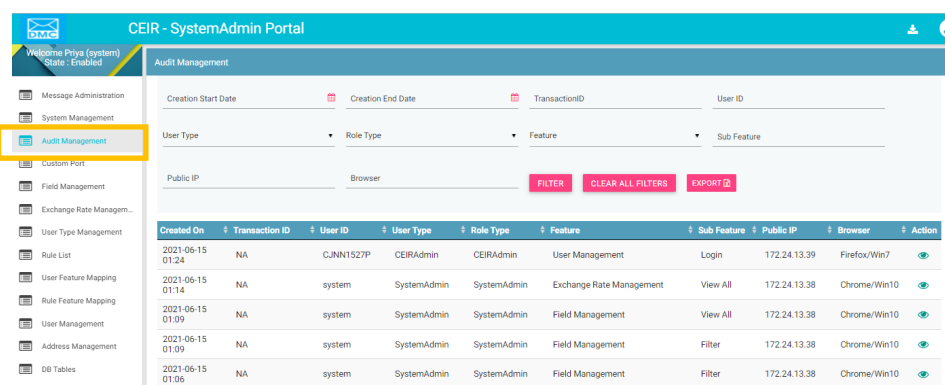 DMC
CEIR - SystemAdmin Portal
Welcome Priya (system)
State : Enabled
Audit Management
Message Administration
System Management
Audit Management
Custom Port
Field Management
Exchange Rate Managem...
User Type Management
Rule List
User Feature Mapping
Rule Feature Mapping
User Management
Address Management
DB Tables
Creation Start Date Creation End Date TransactionID User ID
User Type Role Type Feature Sub Feature
Public IP Browser FILTER CLEAR ALL FILTERS EXPORT
Created On Transaction ID User ID User Type Role Type Feature Sub Feature Public IP Browser Action
2021-06-15 01:24 NA CJNN1527P CEIRAdmin CEIRAdmin User Management Login 172.24.13.39 Firefox/Win7
2021-06-15 01:14 NA system SystemAdmin SystemAdmin Exchange Rate Management View All 172.24.13.38 Chrome/Win10
2021-06-15 01:09 NA system SystemAdmin SystemAdmin Field Management View All 172.24.13.38 Chrome/Win10
2021-06-15 01:09 NA system SystemAdmin SystemAdmin Field Management Filter 172.24.13.38 Chrome/Win10
2021-06-15 01:06 NA system SystemAdmin SystemAdmin Field Management Filter 172.24.13.38 Chrome/Win10